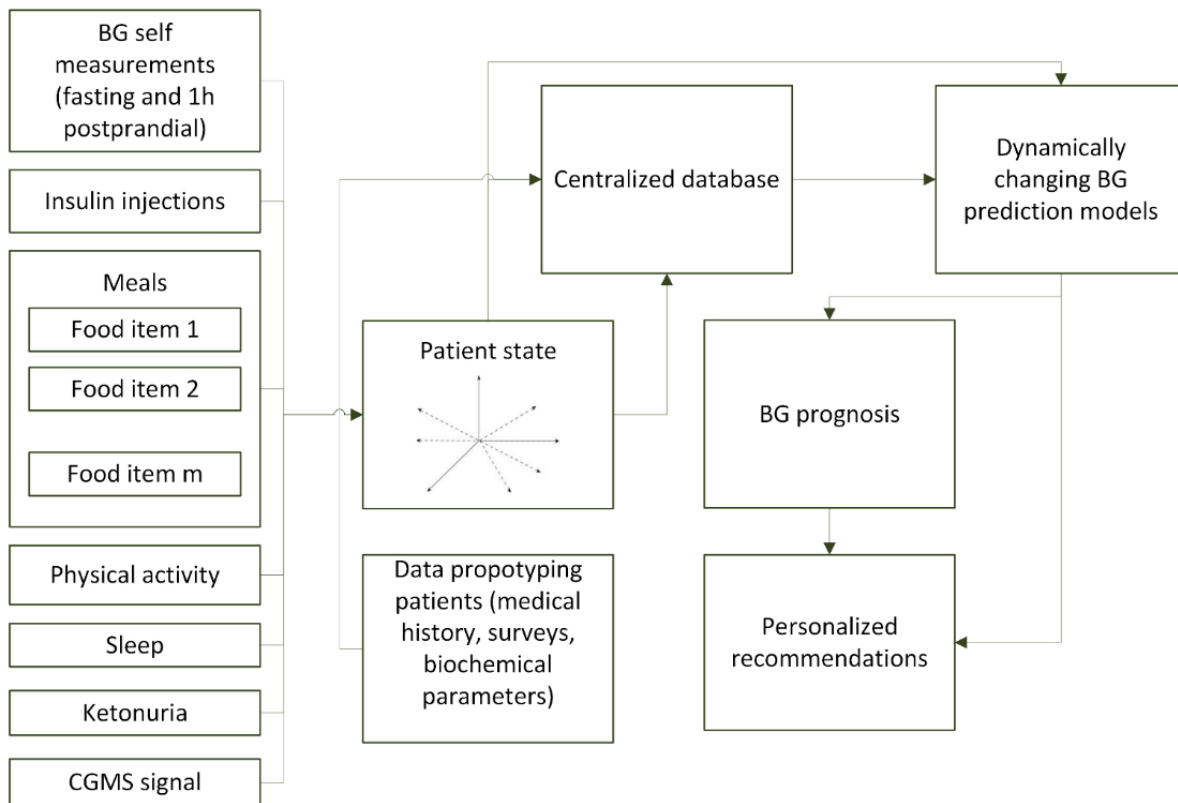 BG self
measurements
(fasting and 1h
postprandial)
Insulin injections
Meals
Food item 1
Food item 2
Food item m
Physical activity
Sleep
Ketonuria
CGMS signal
Patient state
Data propotyping
patients (medical
history, surveys,
biochemical
parameters)
Centralized database
Dynamically
changing BG
prediction models
BG prognosis
Personalized
recommendations